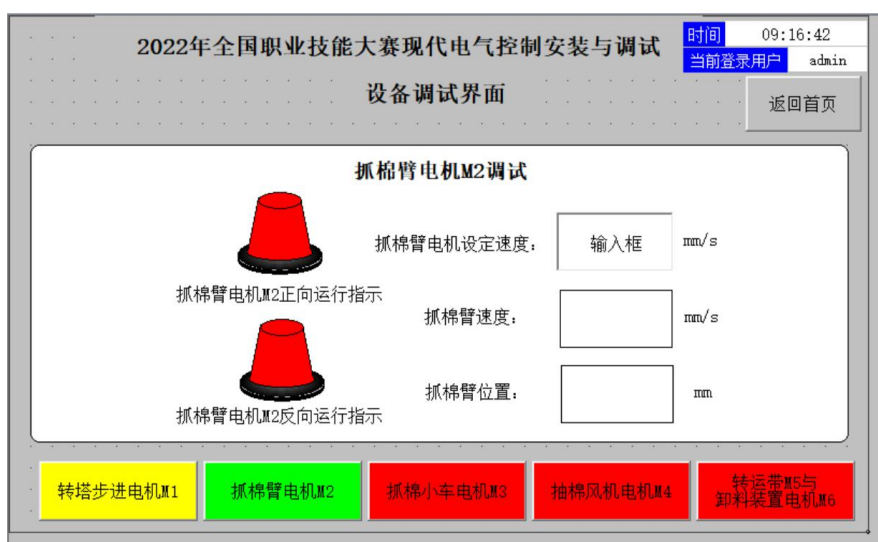 2022年全国职业技能大赛现代电气控制安装与调试
时间 09:16:42
当前登录用户 admin
设备调试界面
返回首页
抓棉臂电机M2调试
抓棉臂电机设定速度: 输入框 mm/s
抓棉臂电机M2正向运行指示
抓棉臂速度: mm/s
抓棉臂位置: mm
抓棉臂电机M2反向运行指示
转塔步进电机M1
抓棉臂电机M2
抓棉小车电机M3
抽棉风机电机M4
转运带M5与
卸料装置电机M6